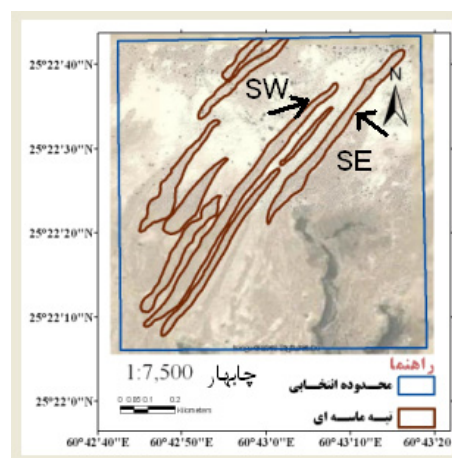 25°22'40"N
25°22'30"N
25°22'20"N
25°22'10"N
25°22'0"N
SW
N
SE
1:7,500
چابهار
راهنما
محدوده انتخابی
تپه ماسه ای
0 0.05 0.1 0.2
Kilometers
60°42'40"E 60°42'50"E 60°43'0"E 60°43'10"E 60°43'20"E